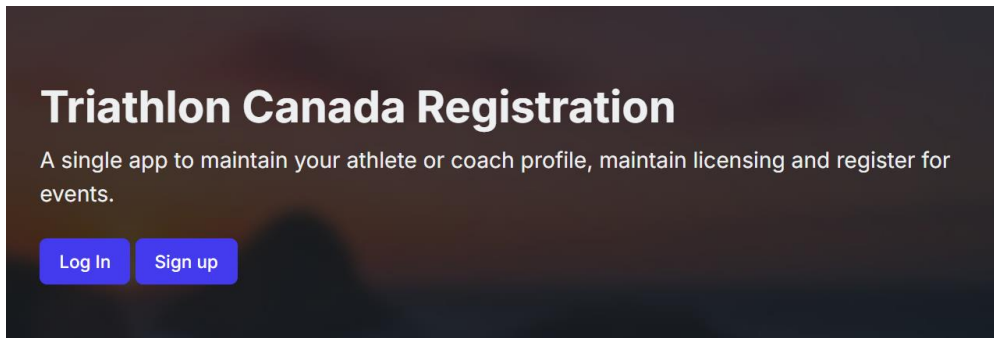 Triathlon Canada Registration
A single app to maintain your athlete or coach profile, maintain licensing and register for
events.
Log In Sign up